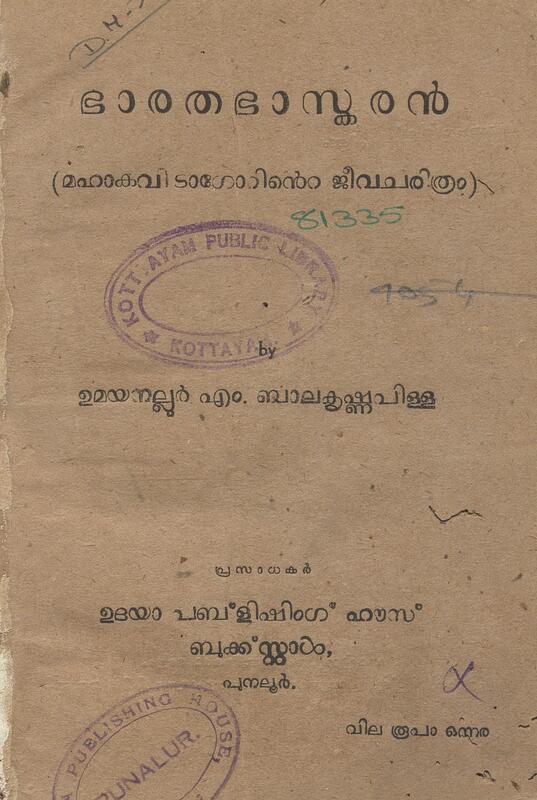 D.H-
ഭാരതഭാസ്കരൻ
(മഹാകവി ടാഗോറിൻെറ ജീവചരിത്രം)
81335
KOTTAYAM PUBLIC LIBRARY
KOTTAYAM
by
ഉമയനല്ലൂർ എം. ബാലകൃഷ്ണപിള്ള
പ്രസാധകർ
ഉദയാ പബ്ളിഷിംഗ് ഹൗസ്
ബുക്ക്സ്റ്റാൾ,
പുനലൂർ.
വില രൂപാ ഒന്നര
PUBLISHING HOUSE,
PUNALUR.